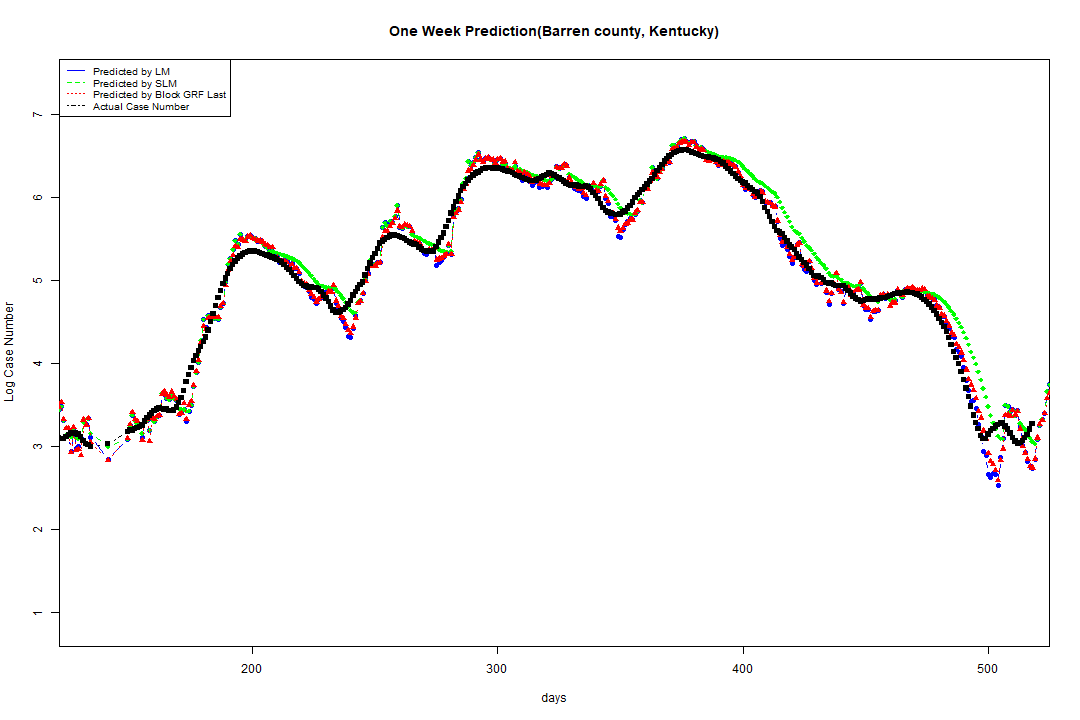 One Week Prediction(Barren county, Kentucky)
Predicted by LM
Predicted by SLM
Predicted by Block GRF Last
Actual Case Number
7
6
5
4
3
2
1
Log Case Number
200 300 400 500
days